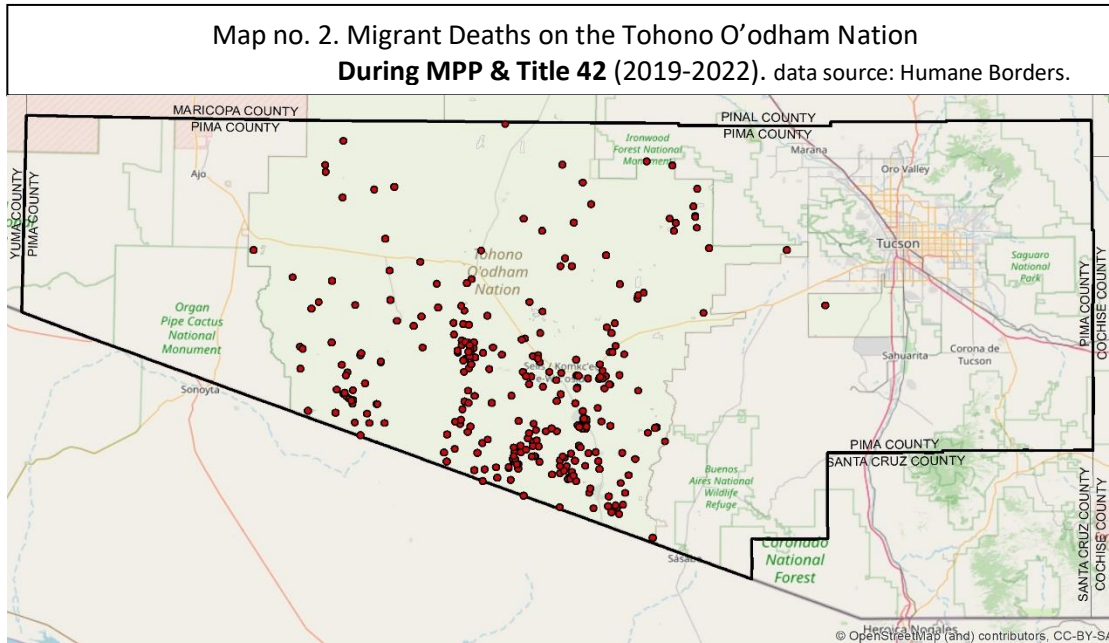 Map no. 2. Migrant Deaths on the Tohono O’odham Nation
During MPP & Title 42 (2019-2022). data source: Humane Borders.
MARICOPA COUNTY
PIMA COUNTY
PINAL COUNTY
PIMA COUNTY
Ironwood
Forest National
Marana
Oro Valley
Ajo
YUMA COUNTY
PIMA COUNTY
Tucson
Tohono
O'odham
Nation
Saguaro
National
Park
Organ
Pipe Cactus
National
Monument
PIMA COUNTY
COCHISE COUNTY
Sahuarita
Corona de
Tucson
Sells / Komkc'eḍ
Sonoyta
PIMA COUNTY
SANTA CRUZ COUNTY
Buenos
Aires National
Wildlife
Refuge
SANTA CRUZ COUNTY
COCHISE COUNTY
Coronado
National
Forest
Sásabe
Heroica Nogales
© OpenStreetMap (and) contributors, CC-BY-SA